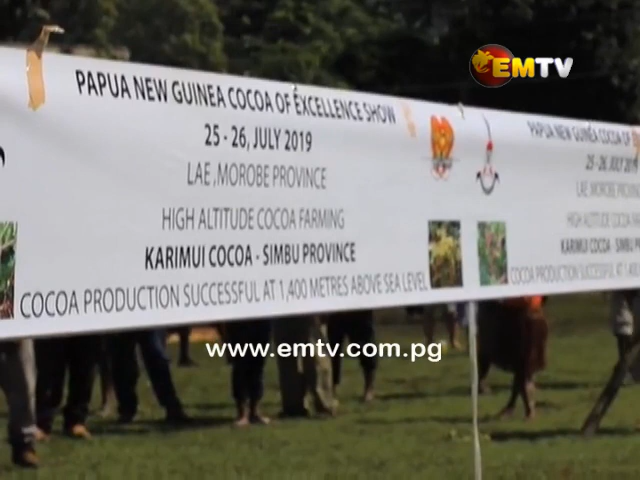 EMTV
PAPUA NEW GUINEA COCOA OF EXCELLENCE SHOW
25 - 26, JULY 2019
LAE ,MOROBE PROVINCE
HIGH ALTITUDE COCOA FARMING
KARIMUI COCOA - SIMBU PROVINCE
COCOA PRODUCTION SUCCESSFUL AT 1,400 METRES ABOVE SEA LEVEL
PAPUA NEW GUINEA COCOA OF
25 - 26, JULY 2019
LAE ,MOROBE PROVINCE
HIGH ALTITUDE COCOA
KARIMUI COCOA - SIMBU
COCOA PRODUCTION SUCCESSFUL AT 1,400 METRES
www.emtv.com.pg